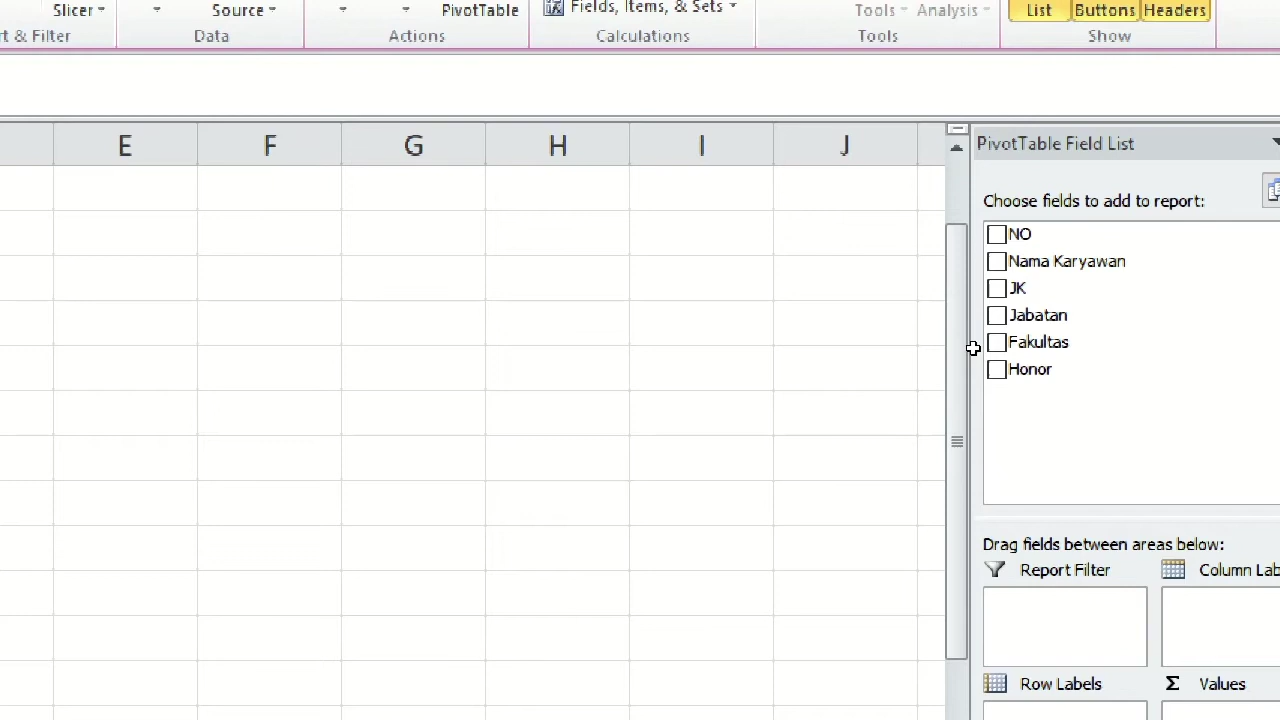 Slicer Source PivotTable Fields, Items, & Sets Tools Analysis List Buttons Headers
rt & Filter Data Actions Calculations Tools Show
E F G H I J
PivotTable Field List
Choose fields to add to report:
NO
Nama Karyawan
JK
Jabatan
Fakultas
Honor
Drag fields between areas below:
Report Filter Column Lab
Row Labels Σ Values